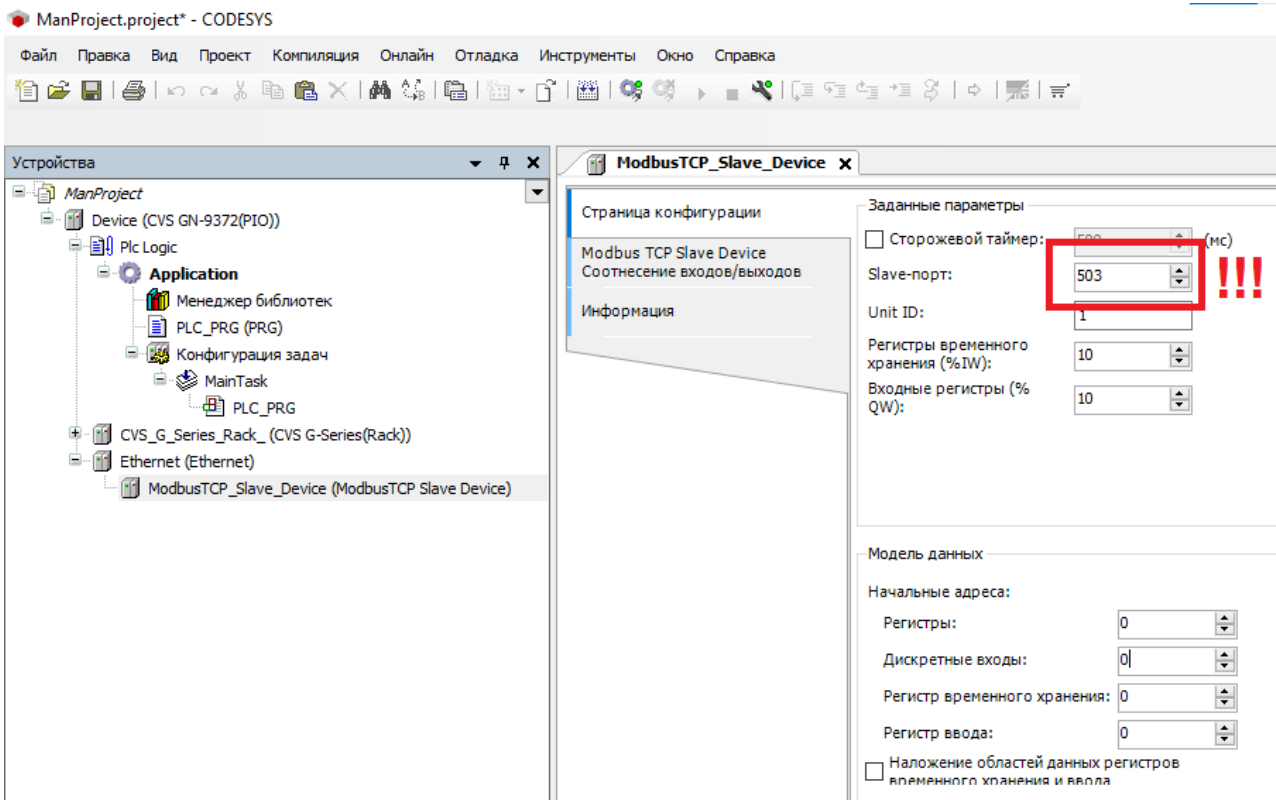 ManProject.project* - CODESYS
Файл Правка Вид Проект Компиляция Онлайн Отладка Инструменты Окно Справка
Устройства
ManProject
Device (CVS GN-9372(PIO))
Plc Logic
Application
Менеджер библиотек
PLC_PRG (PRG)
Конфигурация задач
MainTask
PLC_PRG
CVS_G_Series_Rack_ (CVS G-Series(Rack))
Ethernet (Ethernet)
ModbusTCP_Slave_Device (ModbusTCP Slave Device)
ModbusTCP_Slave_Device
Страница конфигурации
Modbus TCP Slave Device
Соотнесение входов/выходов
Информация
Заданные параметры
Сторожевой таймер: (мс)
Slave-порт: 503 !!!
Unit ID: 1
Регистры временного
хранения (%IW): 10
Входные регистры (%
QW): 10
Модель данных
Начальные адреса:
Регистры: 0
Дискретные входы: 0
Регистр временного хранения: 0
Регистр ввода: 0
Наложение областей данных регистров
временного хранения и ввода